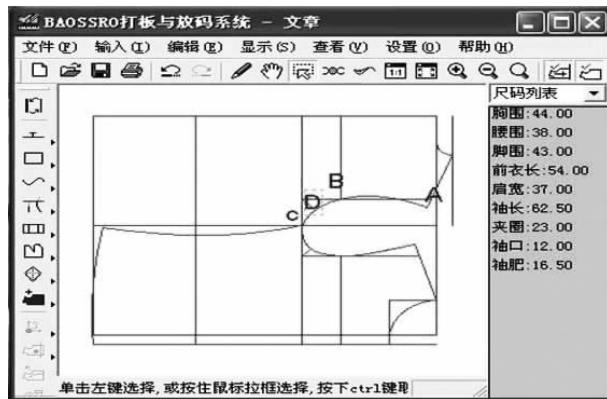 BAOSSRO打板与放码系统 - 文章
文件(F) 输入(I) 编辑(E) 显示(S) 查看(V) 设置(O) 帮助(H)
1:1
尺码列表
胸围:44.00
腰围:38.00
脚围:43.00
前衣长:54.00
肩宽:37.00
袖长:62.50
夹圈:23.00
袖口:12.00
袖肥:16.50
B
D
A
c
单击左键选择,或按住鼠标拉框选择,按下ctrl键